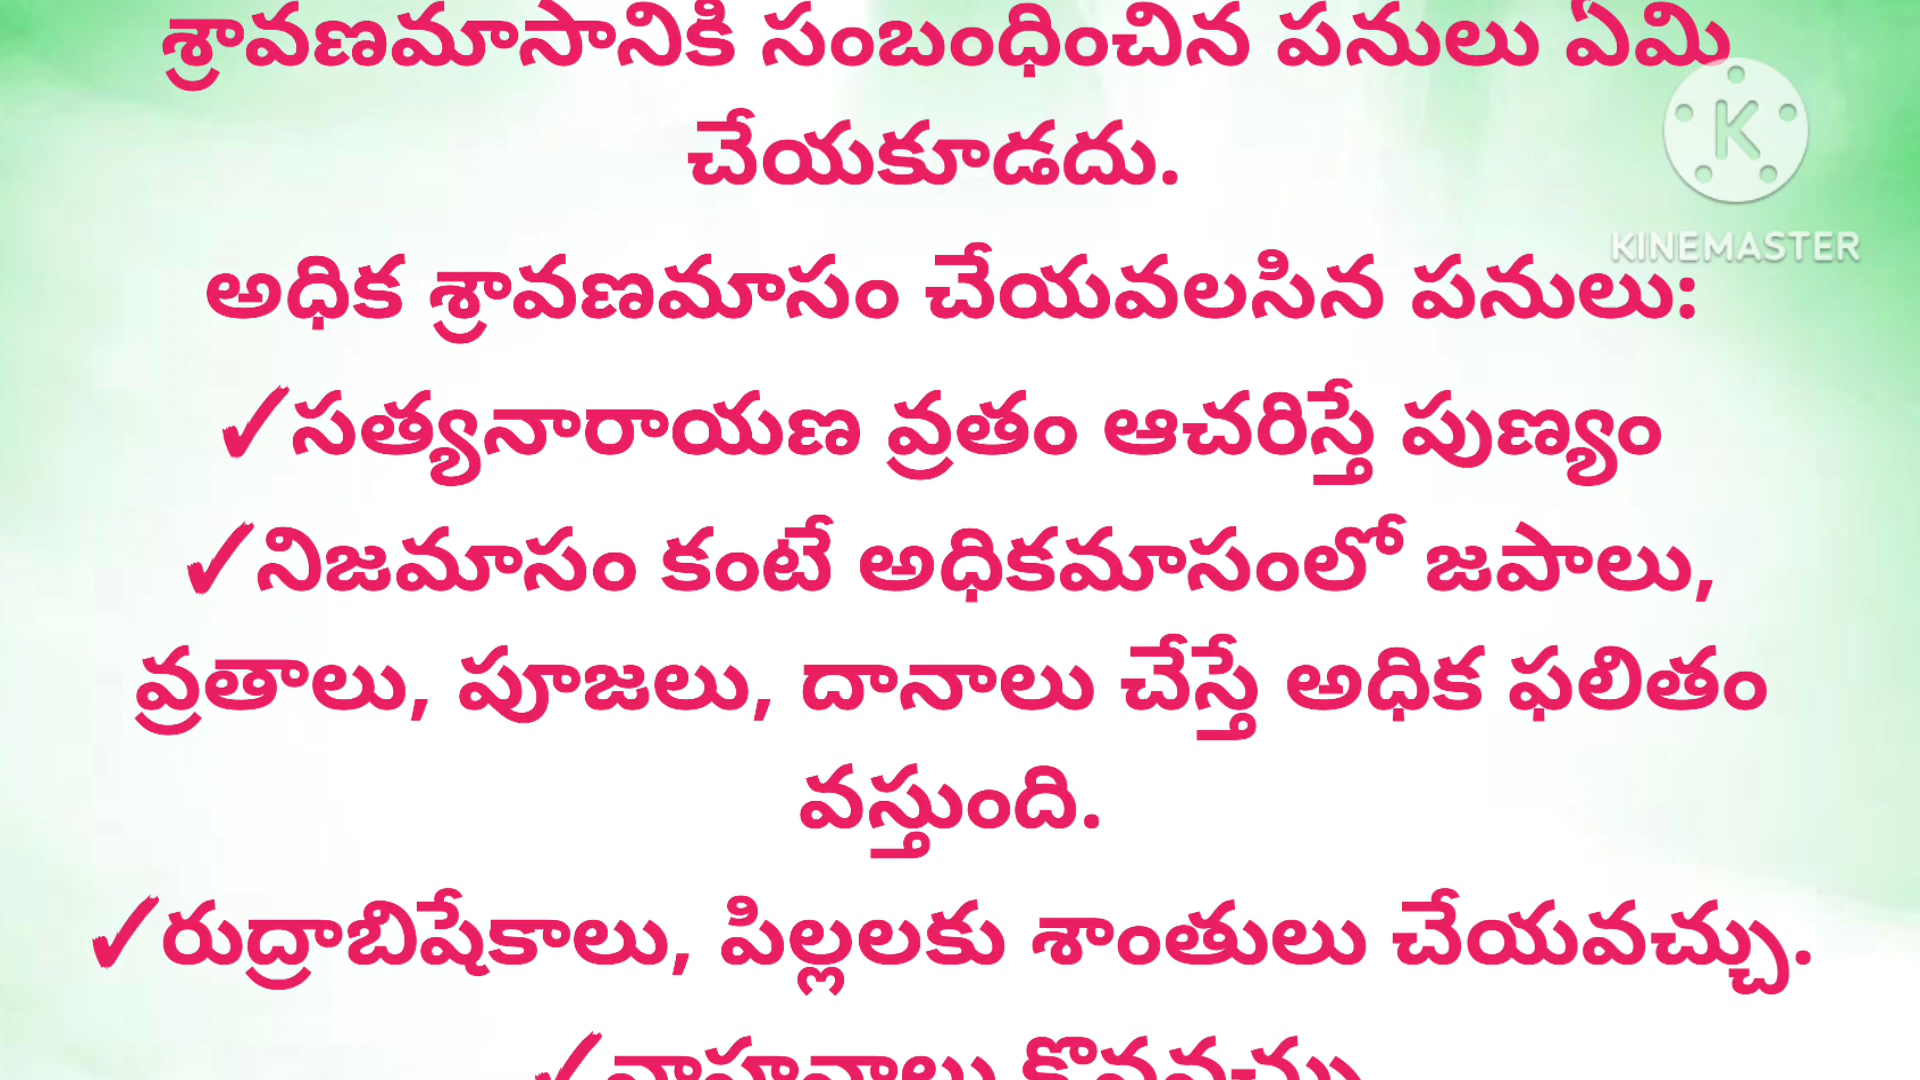 శ్రావణమాసానికి సంబంధించిన పనులు ఏమి
చేయకూడదు.
KINEMASTER
అధిక శ్రావణమాసం చేయవలసిన పనులు:
✓సత్యనారాయణ వ్రతం ఆచరిస్తే పుణ్యం
✓నిజమాసం కంటే అధికమాసంలో జపాలు,
వ్రతాలు, పూజలు, దానాలు చేస్తే అధిక ఫలితం
వస్తుంది.
✓రుద్రాబిషేకాలు, పిల్లలకు శాంతులు చేయవచ్చు.